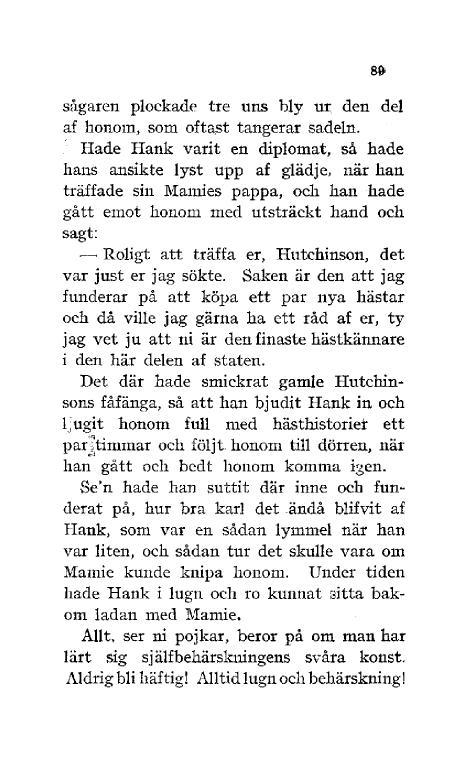 89
sågaren plockade tre uns bly ur den del
af honom, som oftast tangerar sadeln.
Hade Hank varit en diplomat, så hade
hans ansikte lyst upp af glädje, när han
träffade sin Mamies pappa, och han hade
gått emot honom med utsträckt hand och
sagt:
— Roligt att träffa er, Hutchinson, det
var just er jag sökte. Saken är den att jag
funderar på att köpa ett par nya hästar
och då ville jag gärna ha ett råd af er, ty
jag vet ju att ni är den finaste hästkännare
i den här delen af staten.
Det där hade smickrat gamle Hutchin-
sons fåfänga, så att han bjudit Hank in och
ljugit honom full med hästhistorier ett
par timmar och följt honom till dörren, när
han gått och bedt honom komma igen.
Se'n hade han suttit där inne och fun-
derat på, hur bra karl det ändå blifvit af
Hank, som var en sådan lymmel när han
var liten, och sådan tur det skulle vara om
Mamie kunde knipa honom. Under tiden
hade Hank i lugn och ro kunnat sitta bak-
om ladan med Mamie.
Allt, ser ni pojkar, beror på om man har
lärt sig självbehärskningens svåra konst.
Aldrig bli häftig! Alltid lugn och behärskning!